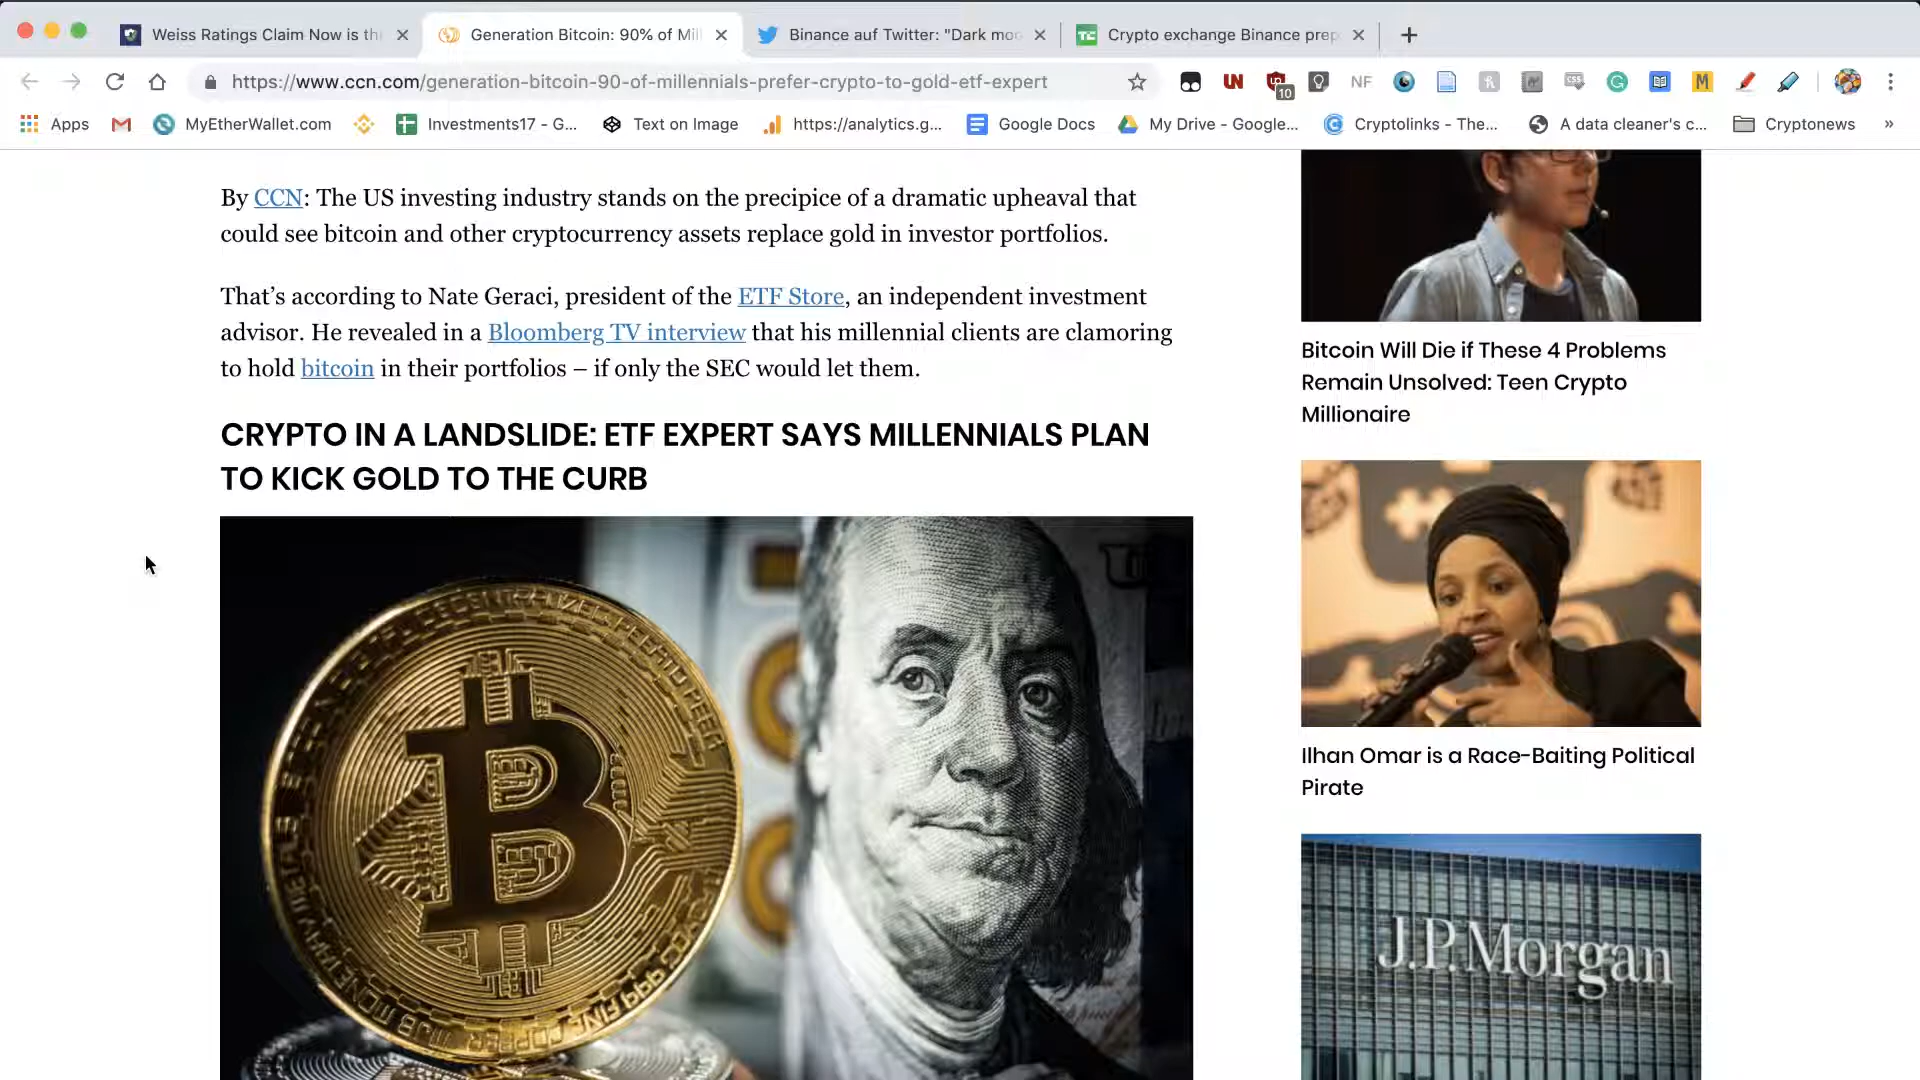 Weiss Ratings Claim Now is th
Generation Bitcoin: 90% of Mil
Binance auf Twitter: "Dark mo
Crypto exchange Binance prep
https://www.ccn.com/generation-bitcoin-90-of-millennials-prefer-crypto-to-gold-etf-expert
UN
10
NF
CSS
M
Apps
MyEtherWallet.com
Investments17 - G...
Text on Image
https://analytics.g...
Google Docs
My Drive - Google...
Cryptolinks - The...
A data cleaner's c...
Cryptonews
»
By CCN: The US investing industry stands on the precipice of a dramatic upheaval that
could see bitcoin and other cryptocurrency assets replace gold in investor portfolios.
That’s according to Nate Geraci, president of the ETF Store, an independent investment
advisor. He revealed in a Bloomberg TV interview that his millennial clients are clamoring
to hold bitcoin in their portfolios – if only the SEC would let them.
CRYPTO IN A LANDSLIDE: ETF EXPERT SAYS MILLENNIALS PLAN
TO KICK GOLD TO THE CURB
Bitcoin Will Die if These 4 Problems
Remain Unsolved: Teen Crypto
Millionaire
Ilhan Omar is a Race-Baiting Political
Pirate
J.P.Morgan